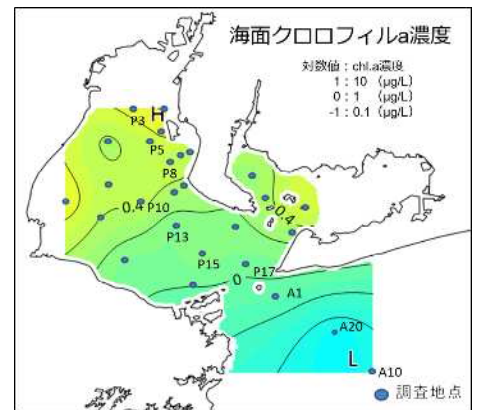 海面クロロフィルa濃度
対数値：chl.a濃度
1：10 （μg/L）
0：1 （μg/L）
-1：0.1 （μg/L）
H
P3
P5
P8
0.4
P10
0.4
P13
P15
P17
0
A1
A20
L
A10
調査地点